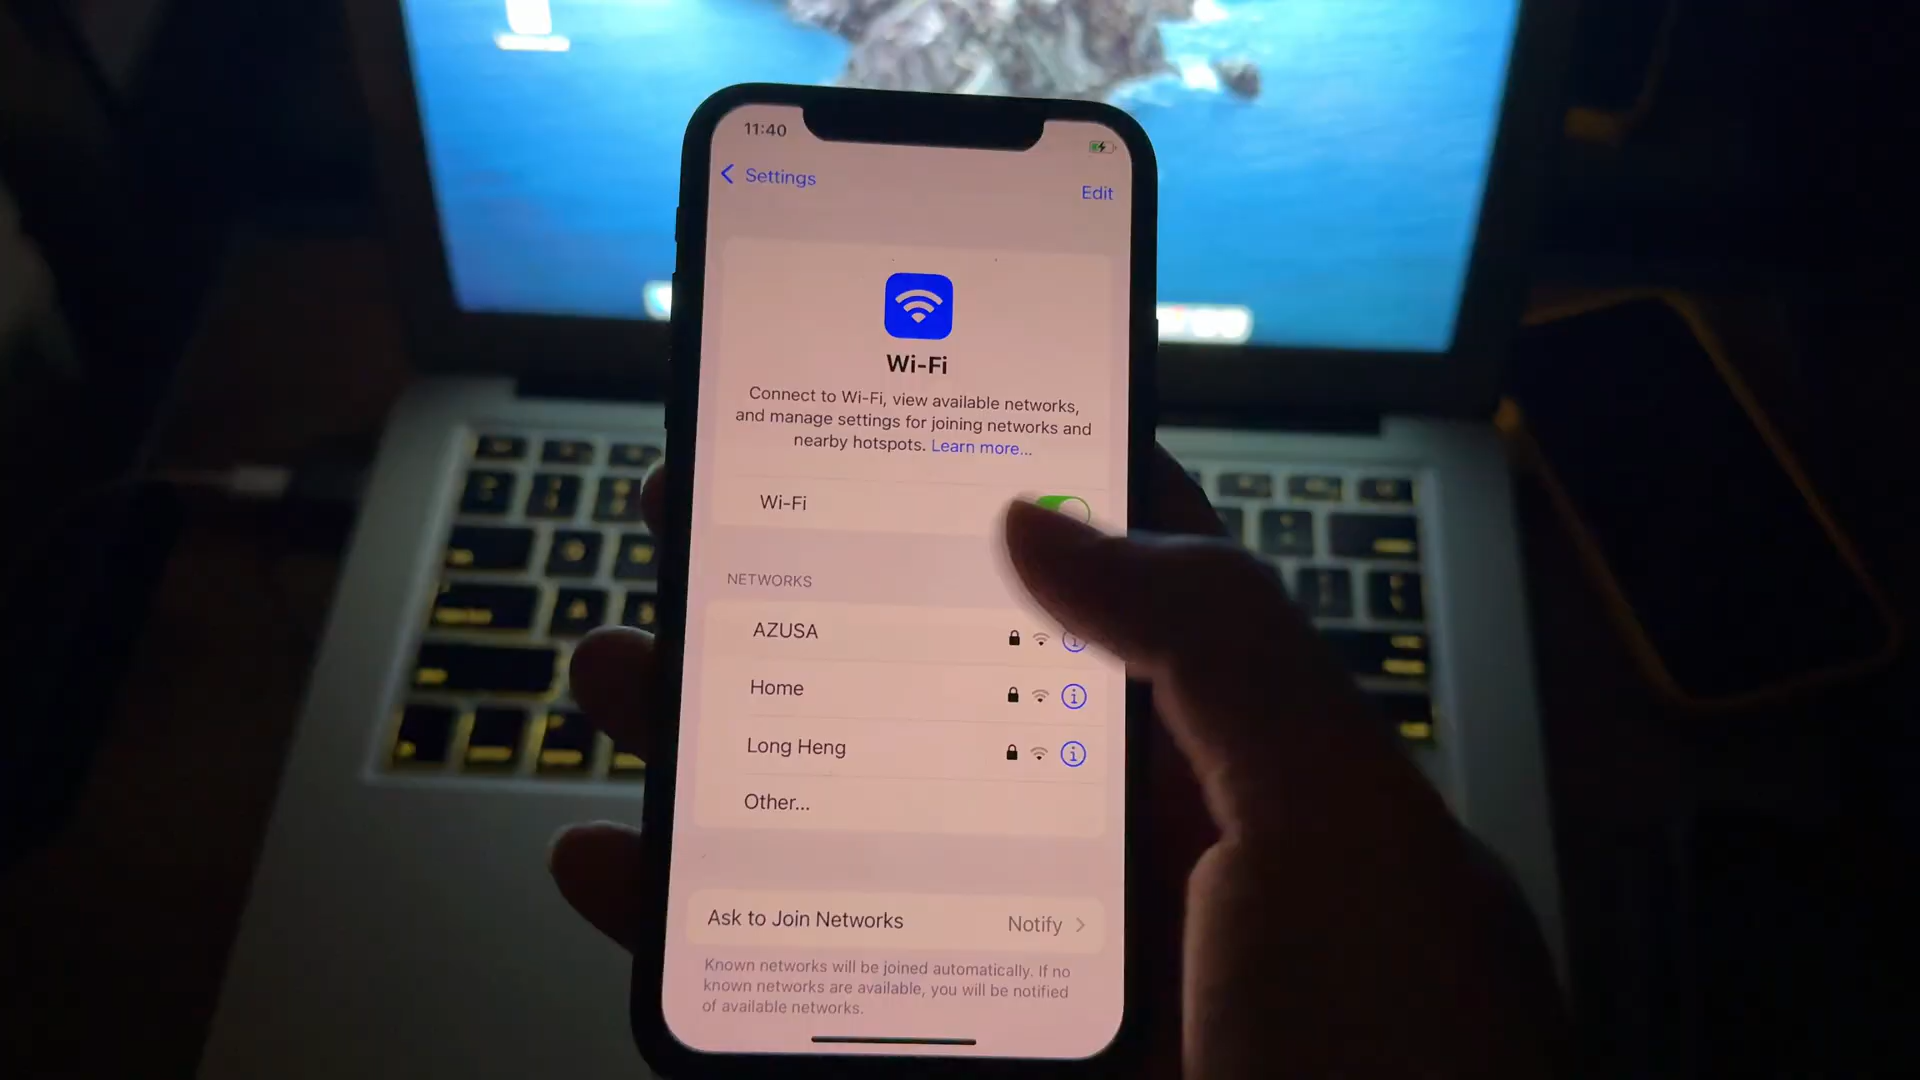 11:40
Settings
Edit
Wi-Fi
Connect to Wi-Fi, view available networks,
and manage settings for joining networks and
nearby hotspots. Learn more...
Wi-Fi
NETWORKS
AZUSA
Home
Long Heng
Other...
Ask to Join Networks Notify
Known networks will be joined automatically. If no
known networks are available, you will be notified
of available networks.